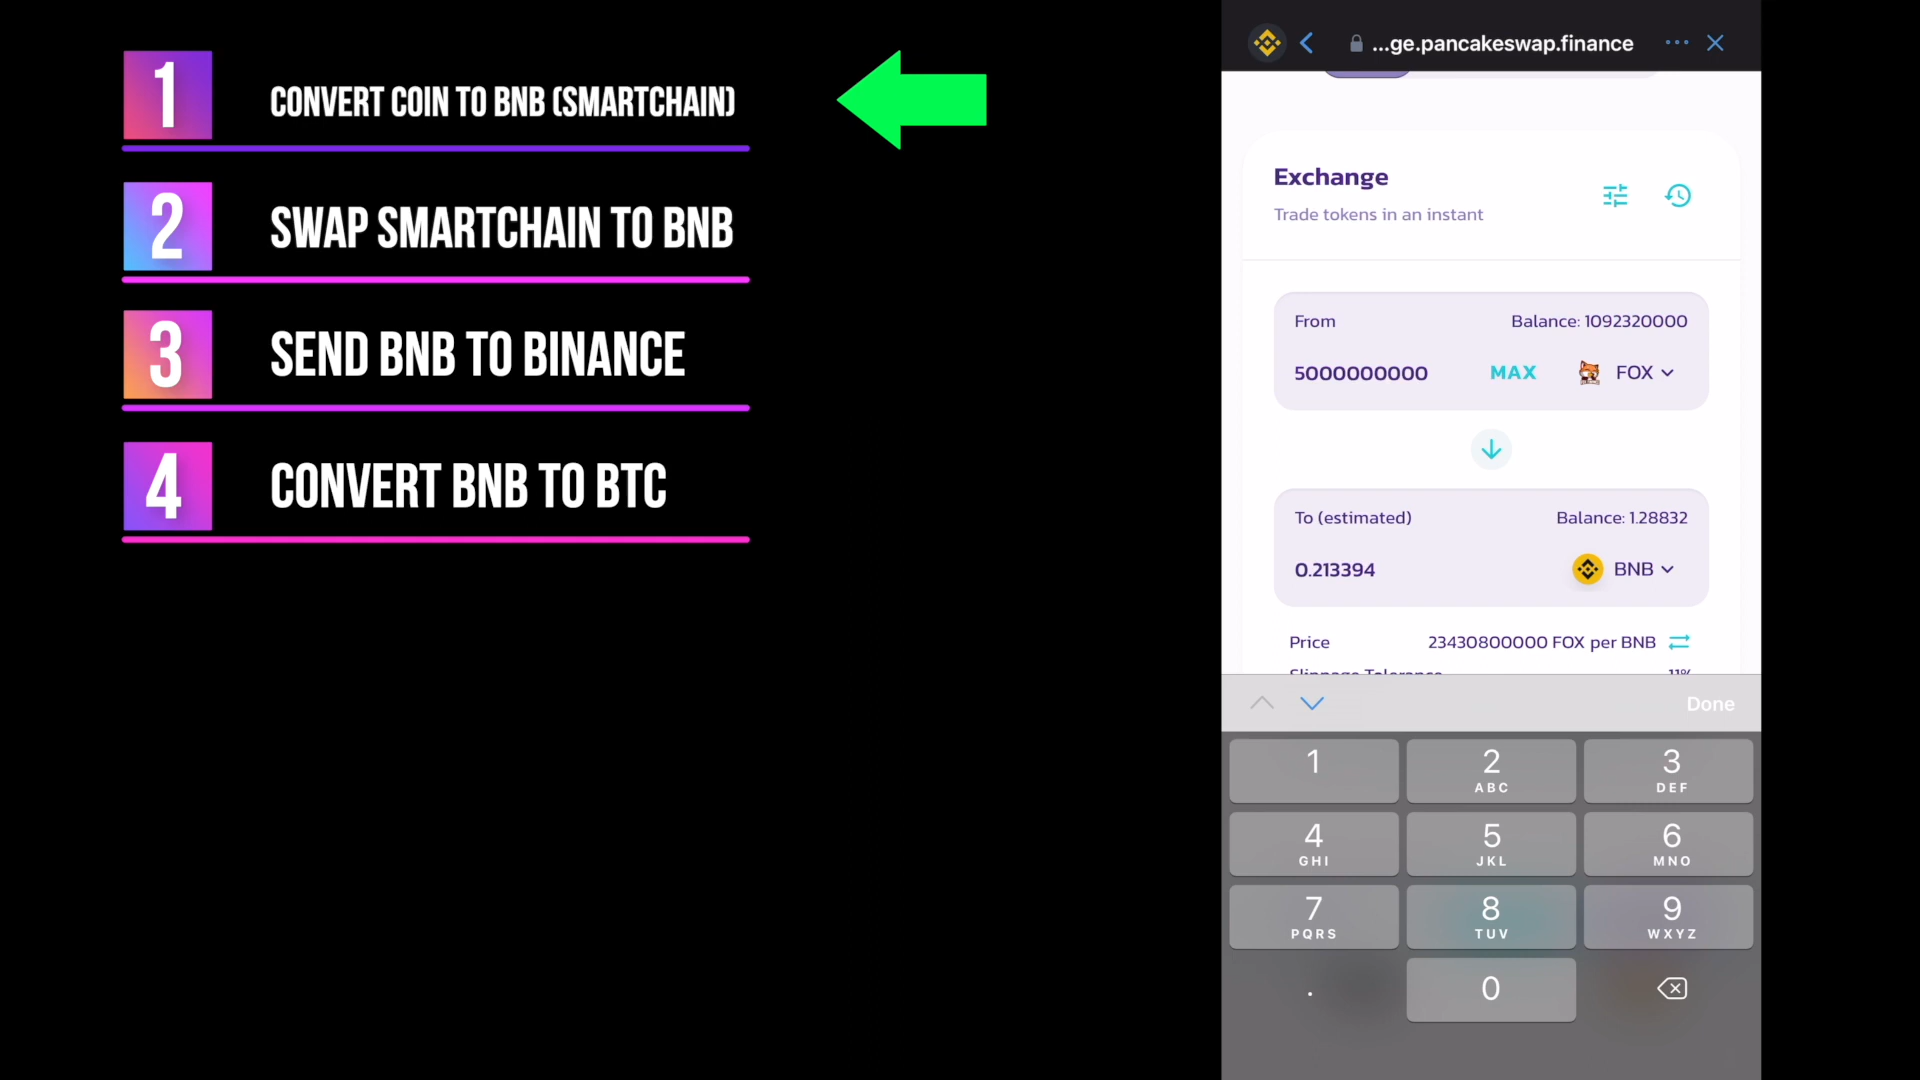 1
CONVERT COIN TO BNB (SMARTCHAIN)
2
SWAP SMARTCHAIN TO BNB
3
SEND BNB TO BINANCE
4
CONVERT BNB TO BTC
...ge.pancakeswap.finance
Exchange
Trade tokens in an instant
From Balance: 1092320000
5000000000 MAX FOX
To (estimated) Balance: 1.28832
0.213394 BNB
Price 23430800000 FOX per BNB
Slippage Tolerance 11%
Done
1 2 3
ABC DEF
4 5 6
GHI JKL MNO
7 8 9
PQRS TUV WXYZ
. 0